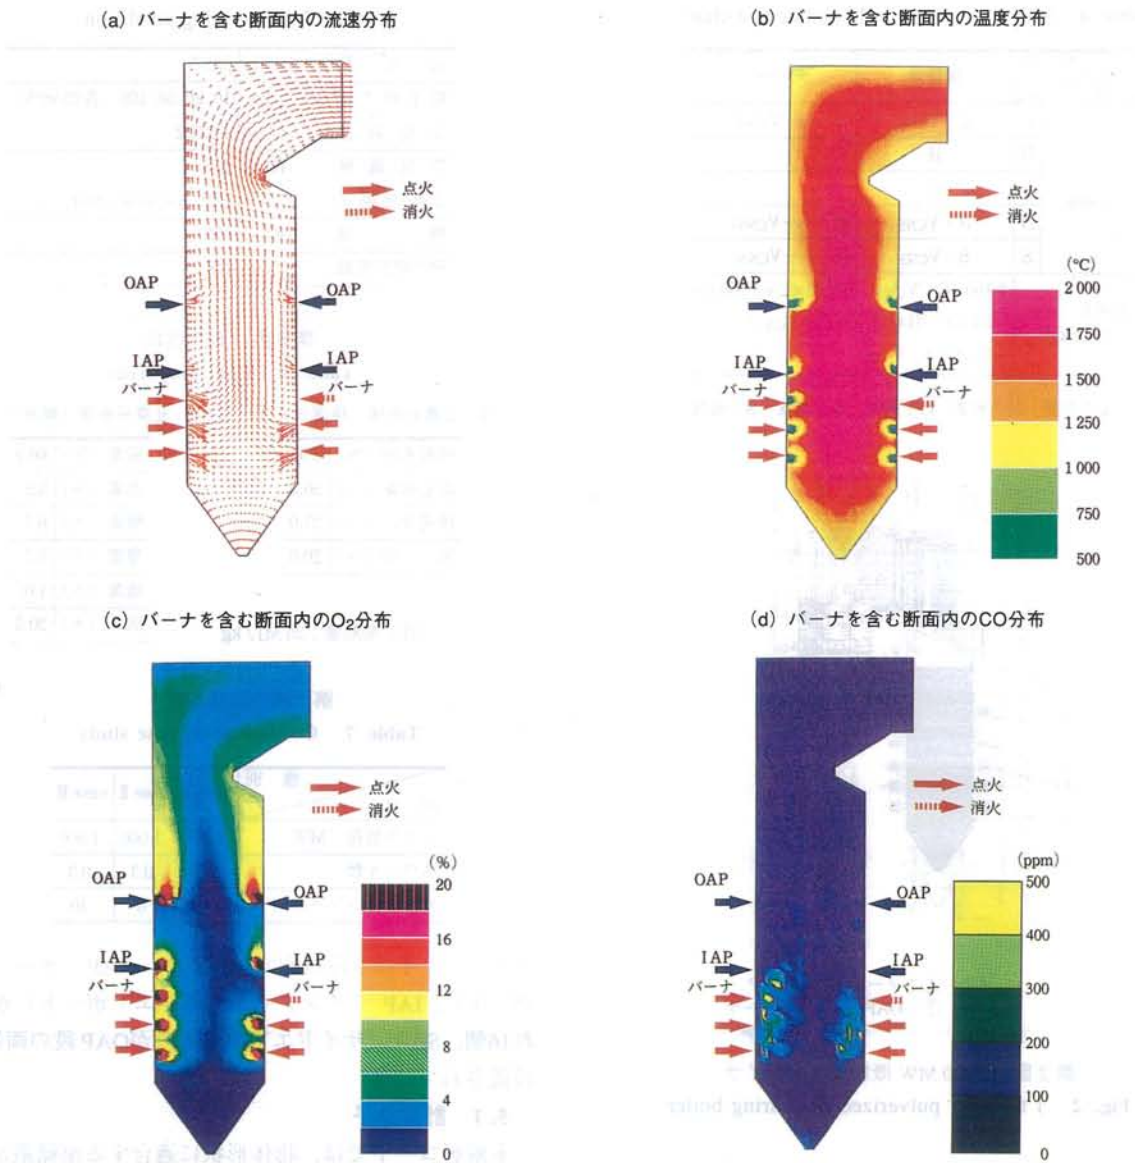 (a) バーナを含む断面内の流速分布
点火
消火
OAP
OAP
IAP
IAP
バーナ
バーナ
(b) バーナを含む断面内の温度分布
点火
消火
OAP
OAP
IAP
IAP
バーナ
バーナ
(°C)
2 000
1 750
1 500
1 250
1 000
750
500
(c) バーナを含む断面内のO₂分布
点火
消火
OAP
OAP
IAP
IAP
バーナ
バーナ
(%)
20
16
12
8
4
0
(d) バーナを含む断面内のCO分布
点火
消火
OAP
OAP
IAP
IAP
バーナ
バーナ
(ppm)
500
400
300
200
100
0